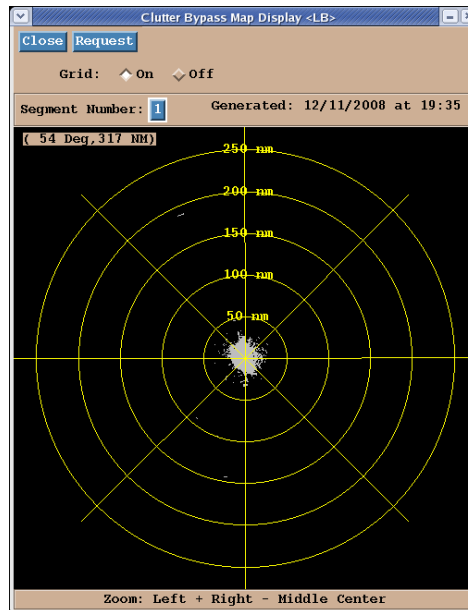 Clutter Bypass Map Display <LB>
Close Request
Grid: On Off
Segment Number: 1 Generated: 12/11/2008 at 19:35
( 54 Deg,317 NM)
250 nm
200 nm
150 nm
100 nm
50 nm
Zoom: Left + Right - Middle Center